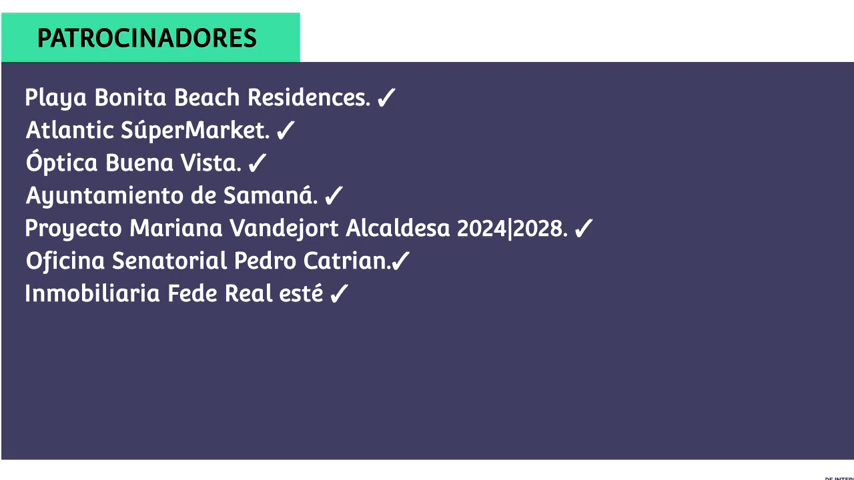 PATROCINADORES
Playa Bonita Beach Residences. ✓
Atlantic SúperMarket. ✓
Óptica Buena Vista. ✓
Ayuntamiento de Samaná. ✓
Proyecto Mariana Vandejort Alcaldesa 2024|2028. ✓
Oficina Senatorial Pedro Catrian.✓
Inmobiliaria Fede Real esté ✓